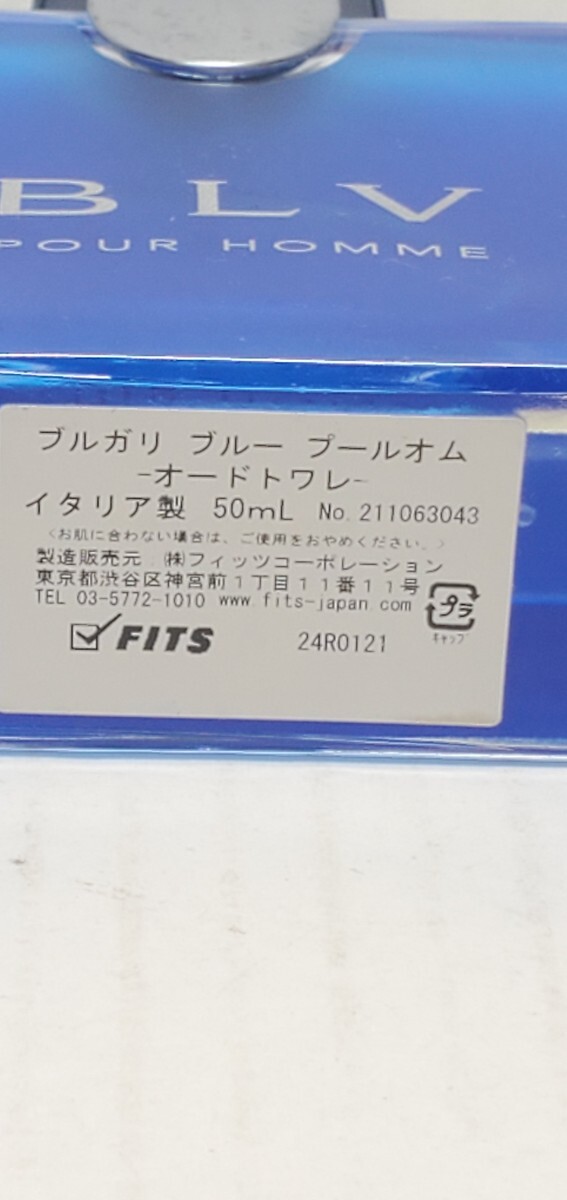 BLV
POUR HOMME
ブルガリ ブルー プールオム
-オードトワレ-
イタリア製 50mL No.211063043
<お肌に合わない場合は、ご使用をおやめください。>
製造販売元:㈱フィッツコーポレーション
東京都渋谷区神宮前1丁目11番11号
TEL 03-5772-1010 www.fits-japan.com
プラ
キャップ
FITS 24R0121